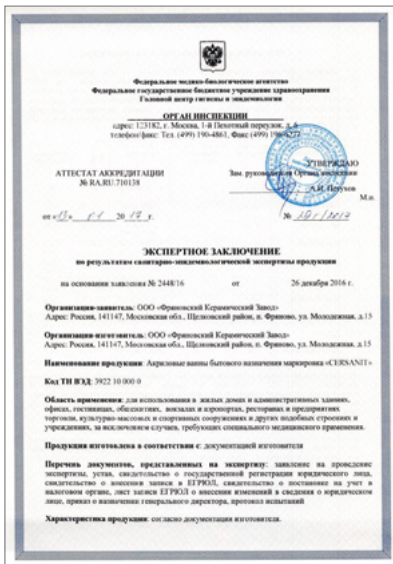 Федеральное медико-биологическое агентство
Федеральное государственное бюджетное учреждение здравоохранения
Головной центр гигиены и эпидемиологии
ОРГАН ИНСПЕКЦИИ
адрес: 123182, г. Москва, 1-й Пехотный переулок, д. 6
телефон/факс: Тел. (499) 190-4861, Факс (499) 196-6277
АТТЕСТАТ АККРЕДИТАЦИИ
№ RA.RU.710138
УТВЕРЖДАЮ
Зам. руководителя Органа инспекции
А.И. Петухов
М.п.
от «13» 01 2017 г.
№ /2017
ЭКСПЕРТНОЕ ЗАКЛЮЧЕНИЕ
по результатам санитарно-эпидемиологической экспертизы продукции
на основании заявления № 2448/16 от 26 декабря 2016 г.
Организация-заявитель: ООО «Фряновский Керамический Завод»
Адрес: Россия, 141147, Московская обл., Щелковский район, п. Фряново, ул. Молодежная, д.15
Организация-изготовитель: ООО «Фряновский Керамический Завод»
Адрес: Россия, 141147, Московская обл., Щелковский район, п. Фряново, ул. Молодежная, д.15
Наименование продукции: Акриловые ванны бытового назначения маркировка «CERSANIT»
Код ТН ВЭД: 3922 10 000 0
Область применения: для использования в жилых домах и административных зданиях,
офисах, гостиницах, общежитиях, вокзалах и аэропортах, ресторанах и предприятиях
торговли, культурно-массовых и спортивных сооружениях и других подобных строениях и
учреждениях, за исключением случаев, требующих специального медицинского применения.
Продукция изготовлена в соответствии с: документацией изготовителя
Перечень документов, представленных на экспертизу: заявление на проведение
экспертизы, устав, свидетельство о государственной регистрации юридического лица,
свидетельство о внесении записи в ЕГРЮЛ, свидетельство о постановке на учет в
налоговом органе, лист записи ЕГРЮЛ о внесении изменений в сведения о юридическом
лице, приказ о назначении генерального директора, протокол испытаний
Характеристика продукции: согласно документации изготовителя.